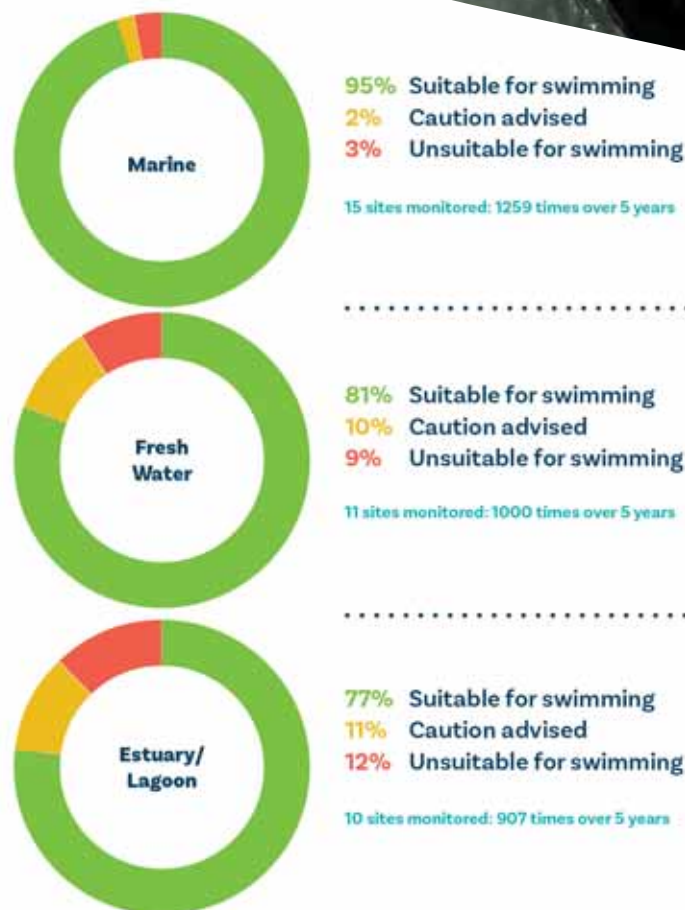 Marine
95% Suitable for swimming
2% Caution advised
3% Unsuitable for swimming
15 sites monitored: 1259 times over 5 years
Fresh
Water
81% Suitable for swimming
10% Caution advised
9% Unsuitable for swimming
11 sites monitored: 1000 times over 5 years
Estuary/
Lagoon
77% Suitable for swimming
11% Caution advised
12% Unsuitable for swimming
10 sites monitored: 907 times over 5 years